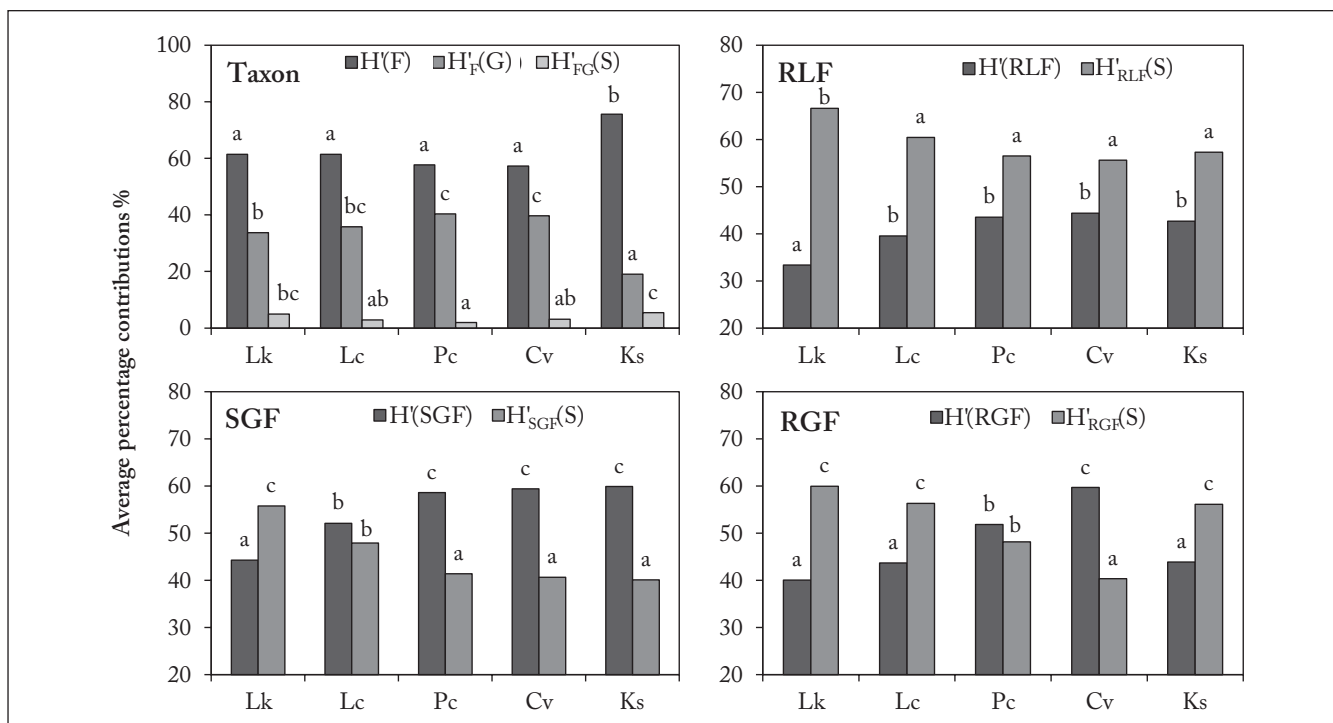 Average percentage contributions %
Taxon
H'(F) H'F(G) H'FG(S)
100
80
60
40
20
0
a b bc
a bc ab
a c a
a c ab
b a c
Lk Lc Pc Cv Ks
RLF
H'(RLF) H'RLF(S)
80
70
60
50
40
30
20
a b
b a
b a
b a
b a
Lk Lc Pc Cv Ks
SGF
H'(SGF) H'SGF(S)
80
70
60
50
40
30
20
a c
b b
c a
c a
c a
Lk Lc Pc Cv Ks
RGF
H'(RGF) H'RGF(S)
80
70
60
50
40
30
20
a c
a c
b b
c a
a c
Lk Lc Pc Cv Ks